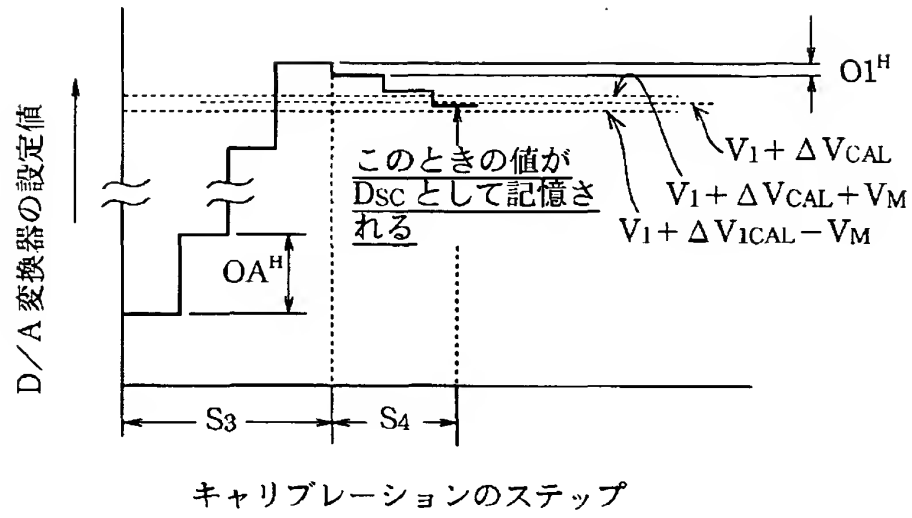 D/A変換器の設定値
O1ᴴ
V₁+ΔVCAL
V₁+ΔVCAL+VM
V₁+ΔV1CAL−VM
このときの値が
DSCとして記憶さ
れる
OAᴴ
S₃
S₄
キャリブレーションのステップ